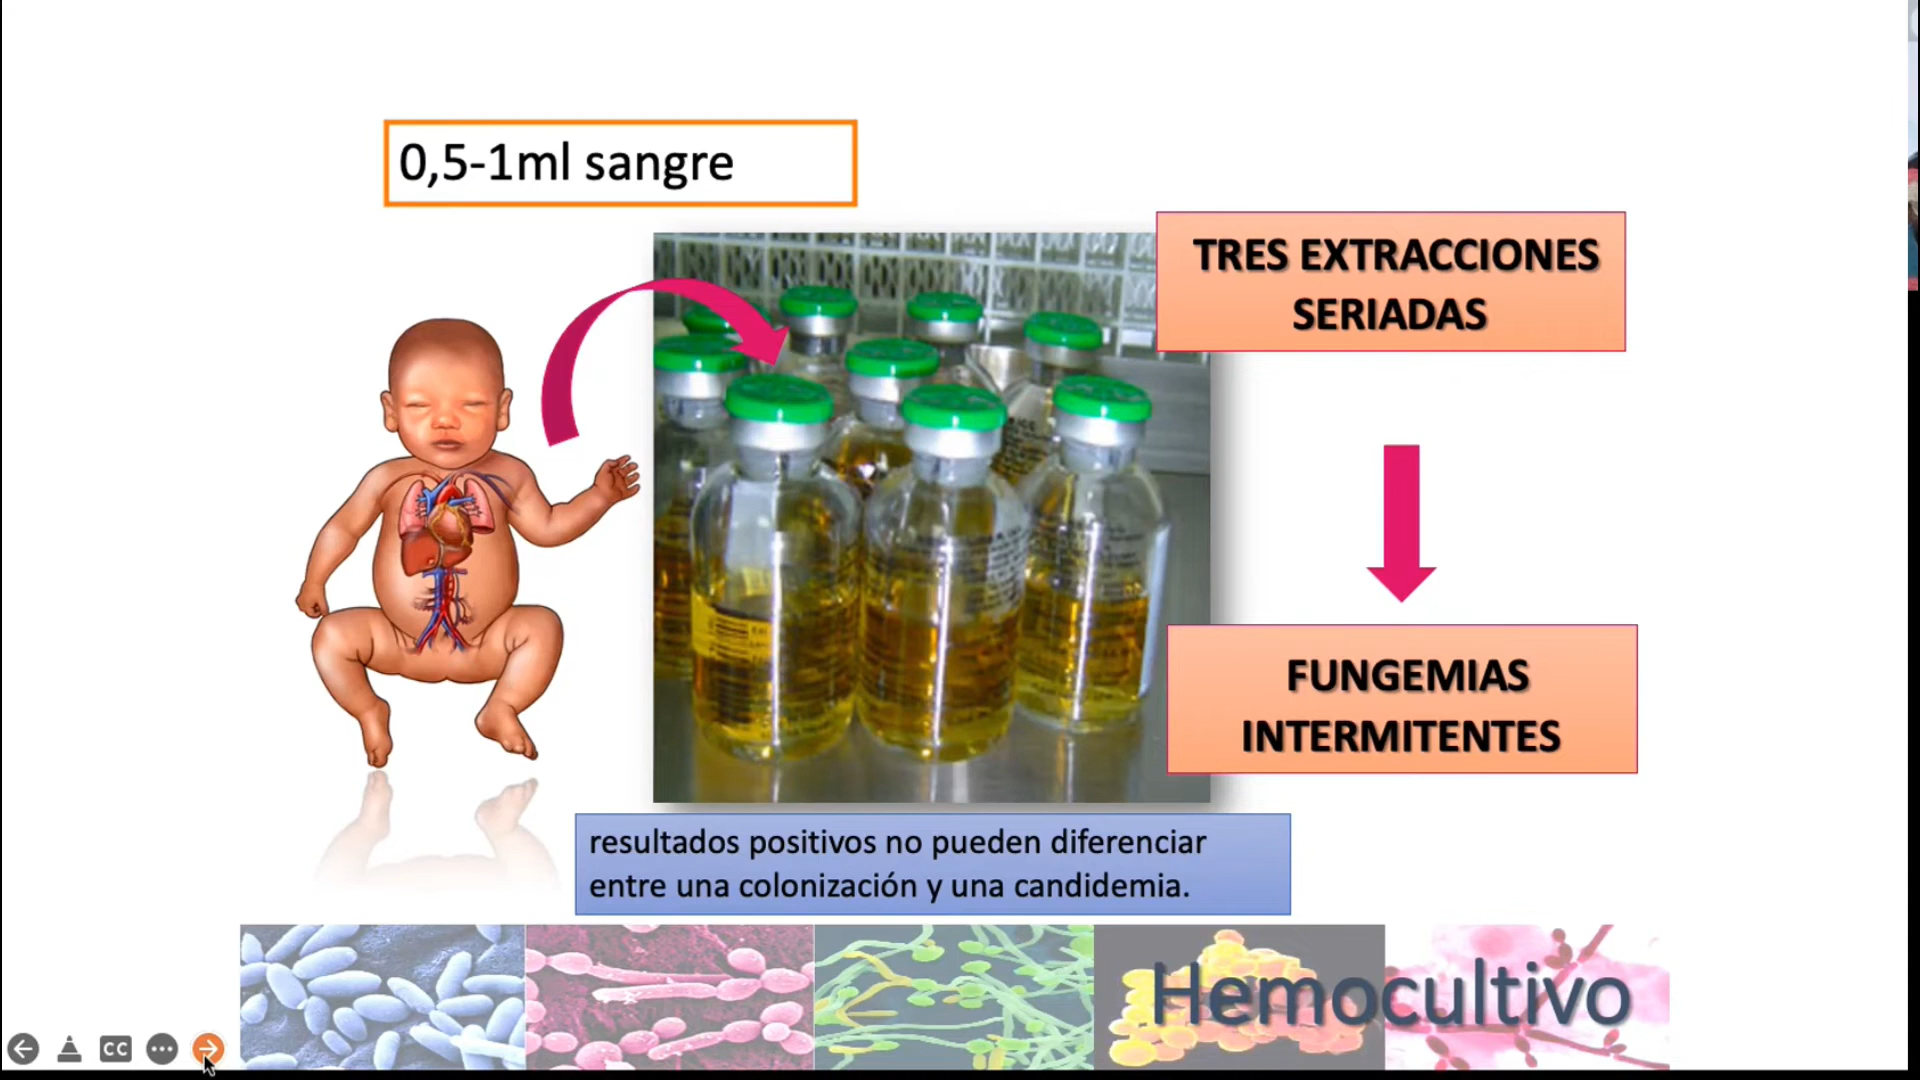 0,5-1ml sangre
TRES EXTRACCIONES
SERIADAS
FUNGEMIAS
INTERMITENTES
resultados positivos no pueden diferenciar
entre una colonización y una candidemia.
Hemocultivo
CC